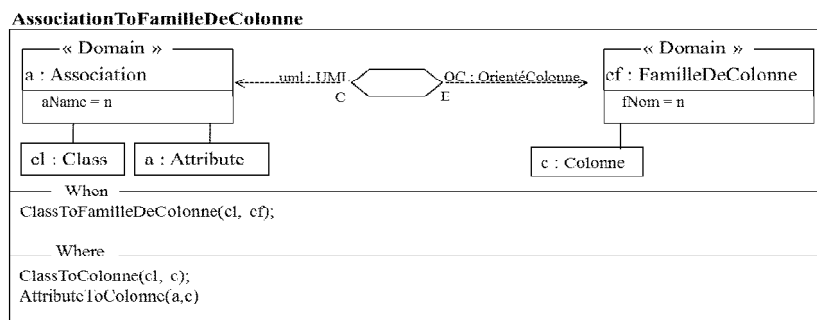 AssociationToFamilleDeColonne
« Domain »
« Domain »
a : Association
uml : UML
OC : OrientéColonne
cf : FamilleDeColonne
aName = n
C
E
fNom = n
cl : Class
a : Attribute
c : Colonne
When
ClassToFamilleDeColonne(cl, cf);
Where
ClassToColonne(cl, c);
AttributeToColonne(a,c)